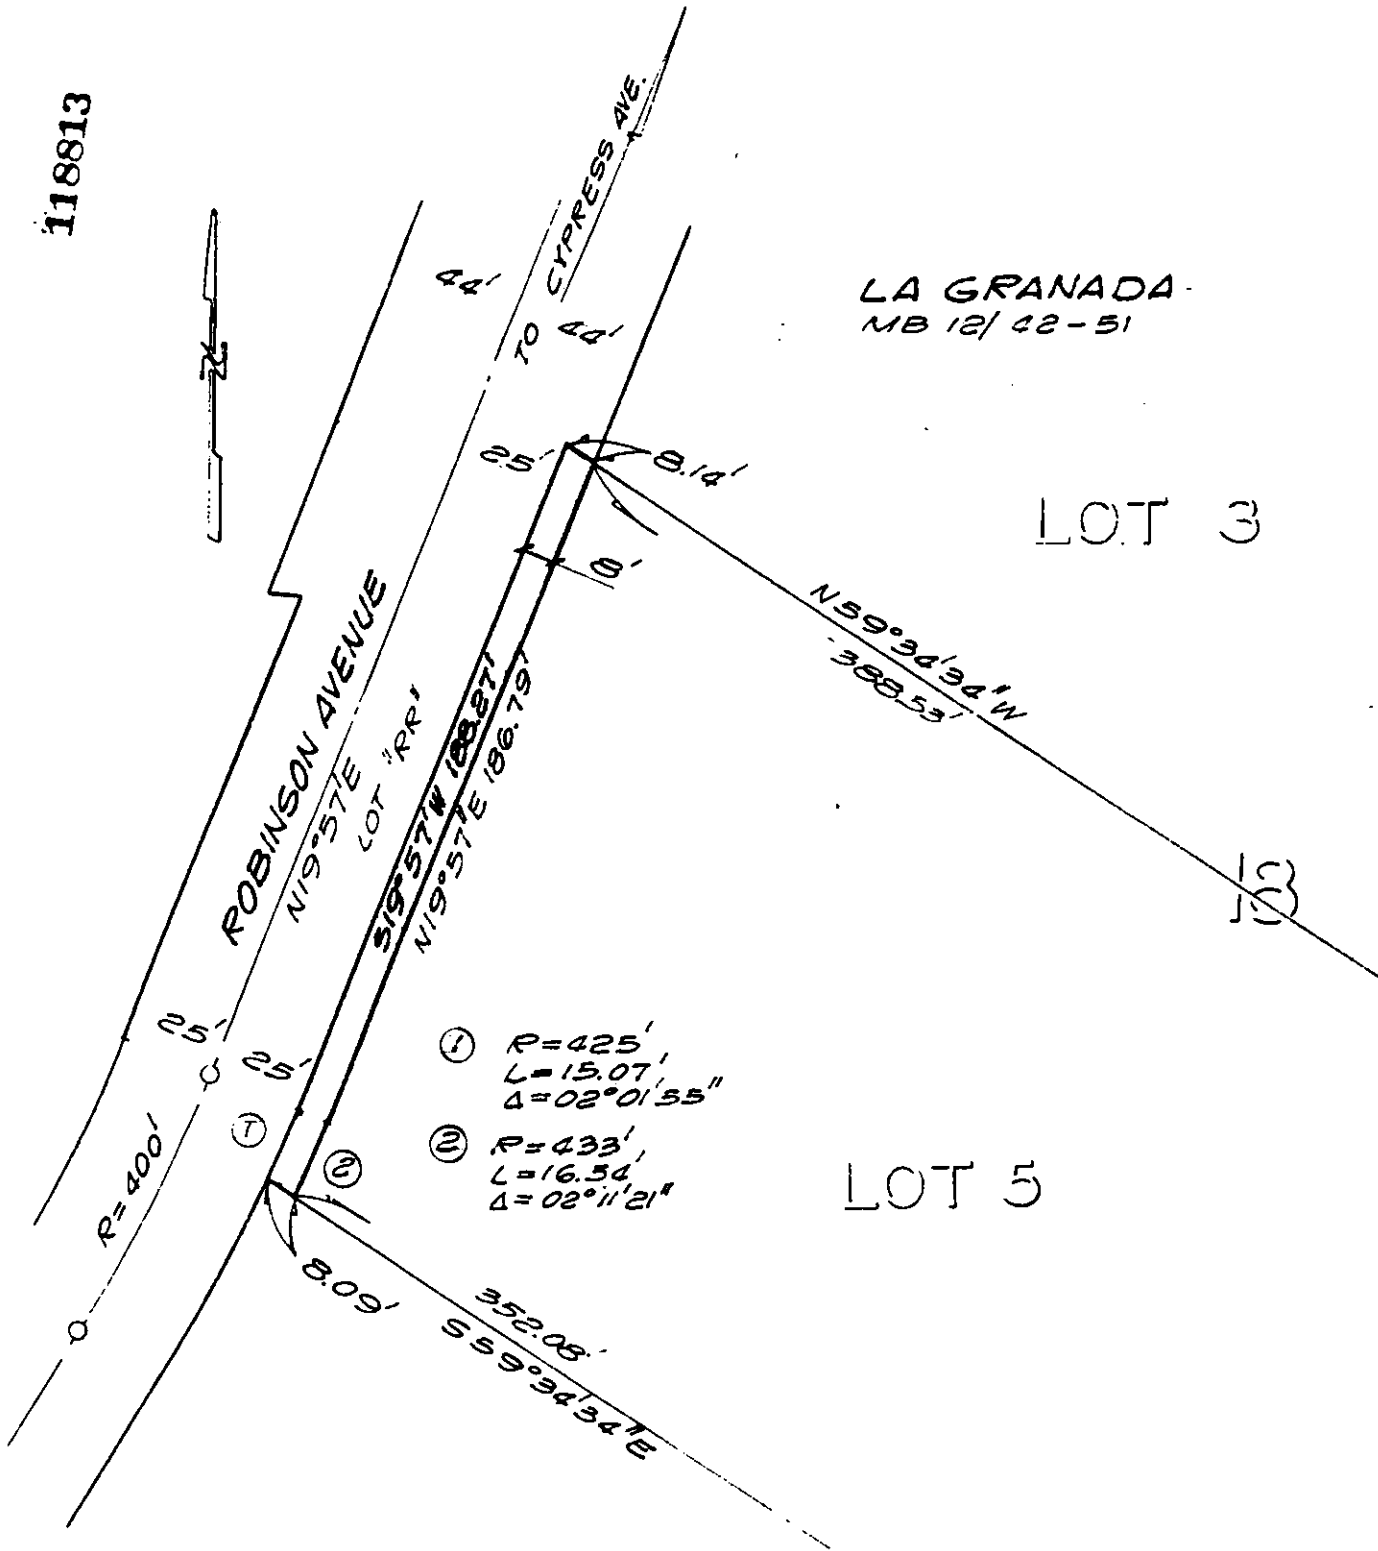 118813
N
CYPRESS AVE.
TO
44'
44'
LA GRANADA
MB 12/42-51
25'
8.14'
LOT 3
8'
N59°34'34"W
388.53'
ROBINSON AVENUE
N19°57'E
LOT "RR"
S19°57'W 188.27'
N19°57'E 186.79'
13
25'
25'
① R=425'
L=15.07'
Δ=02°01'55"
② R=433'
L=16.54'
Δ=02°11'21"
①
②
R=400'
LOT 5
8.09'
352.08'
S59°34'34"E